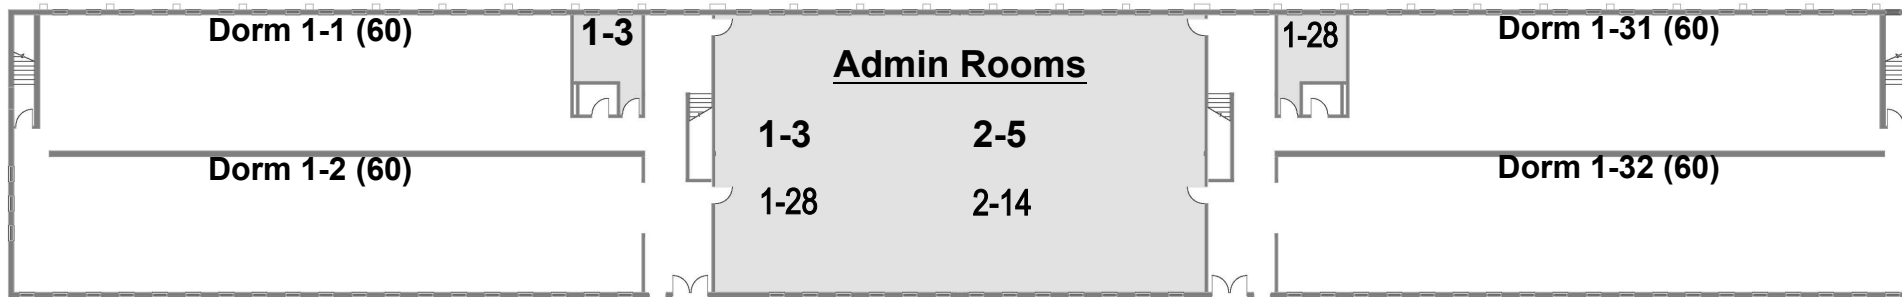 Dorm 1-1 (60)
1-3
Admin Rooms
1-3 2-5
1-28 2-14
1-28
Dorm 1-31 (60)
Dorm 1-2 (60)
Dorm 1-32 (60)